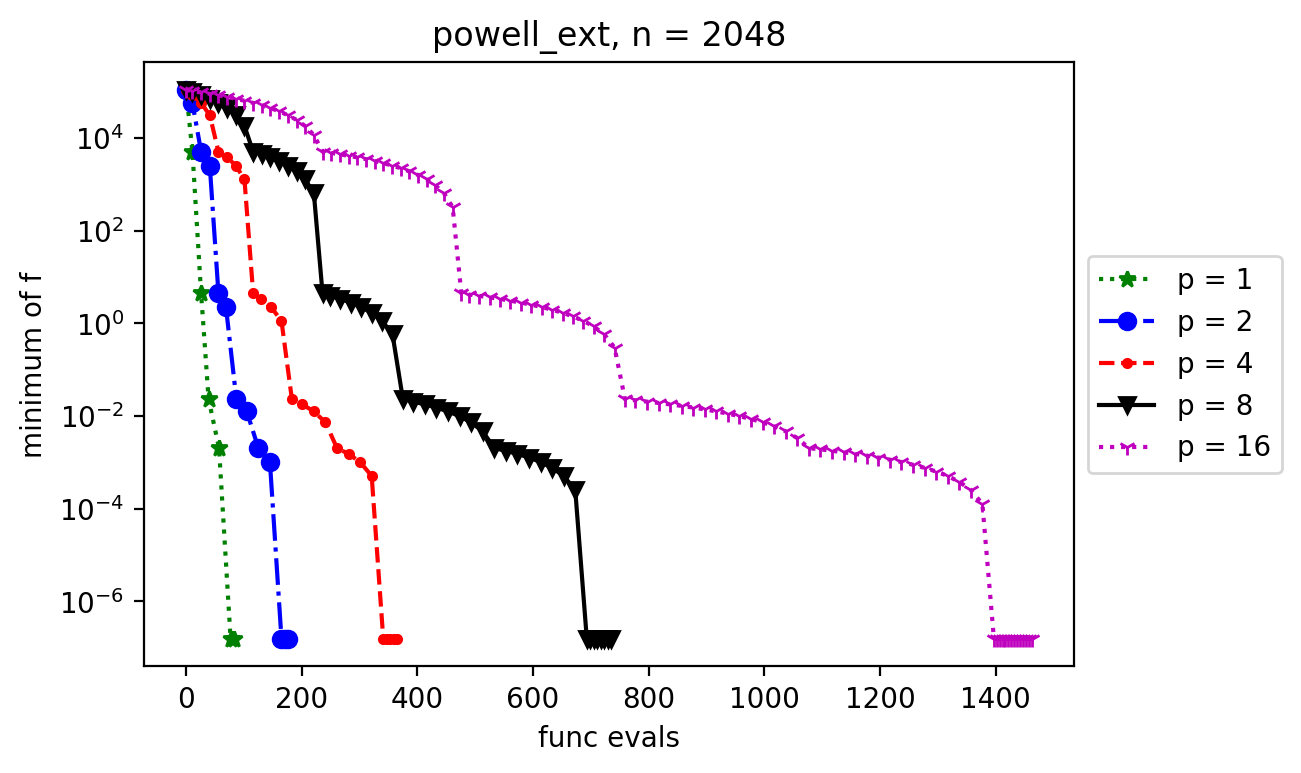 powell_ext, n = 2048
minimum of f
10^4
10^2
10^0
10^-2
10^-4
10^-6
0 200 400 600 800 1000 1200 1400
func evals
p = 1
p = 2
p = 4
p = 8
p = 16